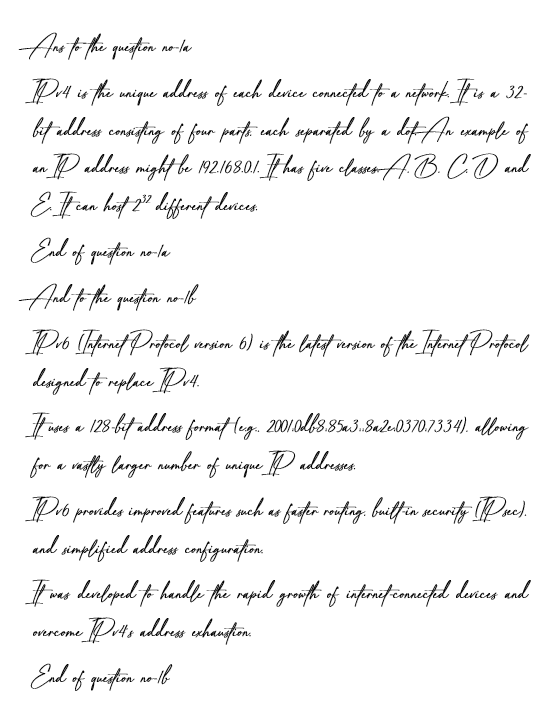 Ans to the question no-1a
IPv4 is the unique address of each device connected to a network. It is a 32-
bit address consisting of four parts, each separated by a dot. An example of
an IP address might be 192.168.0.1. It has five classes-A, B, C, D and
E. It can host 2³² different devices.
End of question no-1a
And to the question no-1b
IPv6 (Internet Protocol version 6) is the latest version of the Internet Protocol
designed to replace IPv4.
It uses a 128-bit address format (e.g., 2001:0db8:85a3::8a2e:0370:7334), allowing
for a vastly larger number of unique IP addresses.
IPv6 provides improved features such as faster routing, built-in security (IPsec),
and simplified address configuration.
It was developed to handle the rapid growth of internet-connected devices and
overcome IPv4's address exhaustion.
End of question no-1b